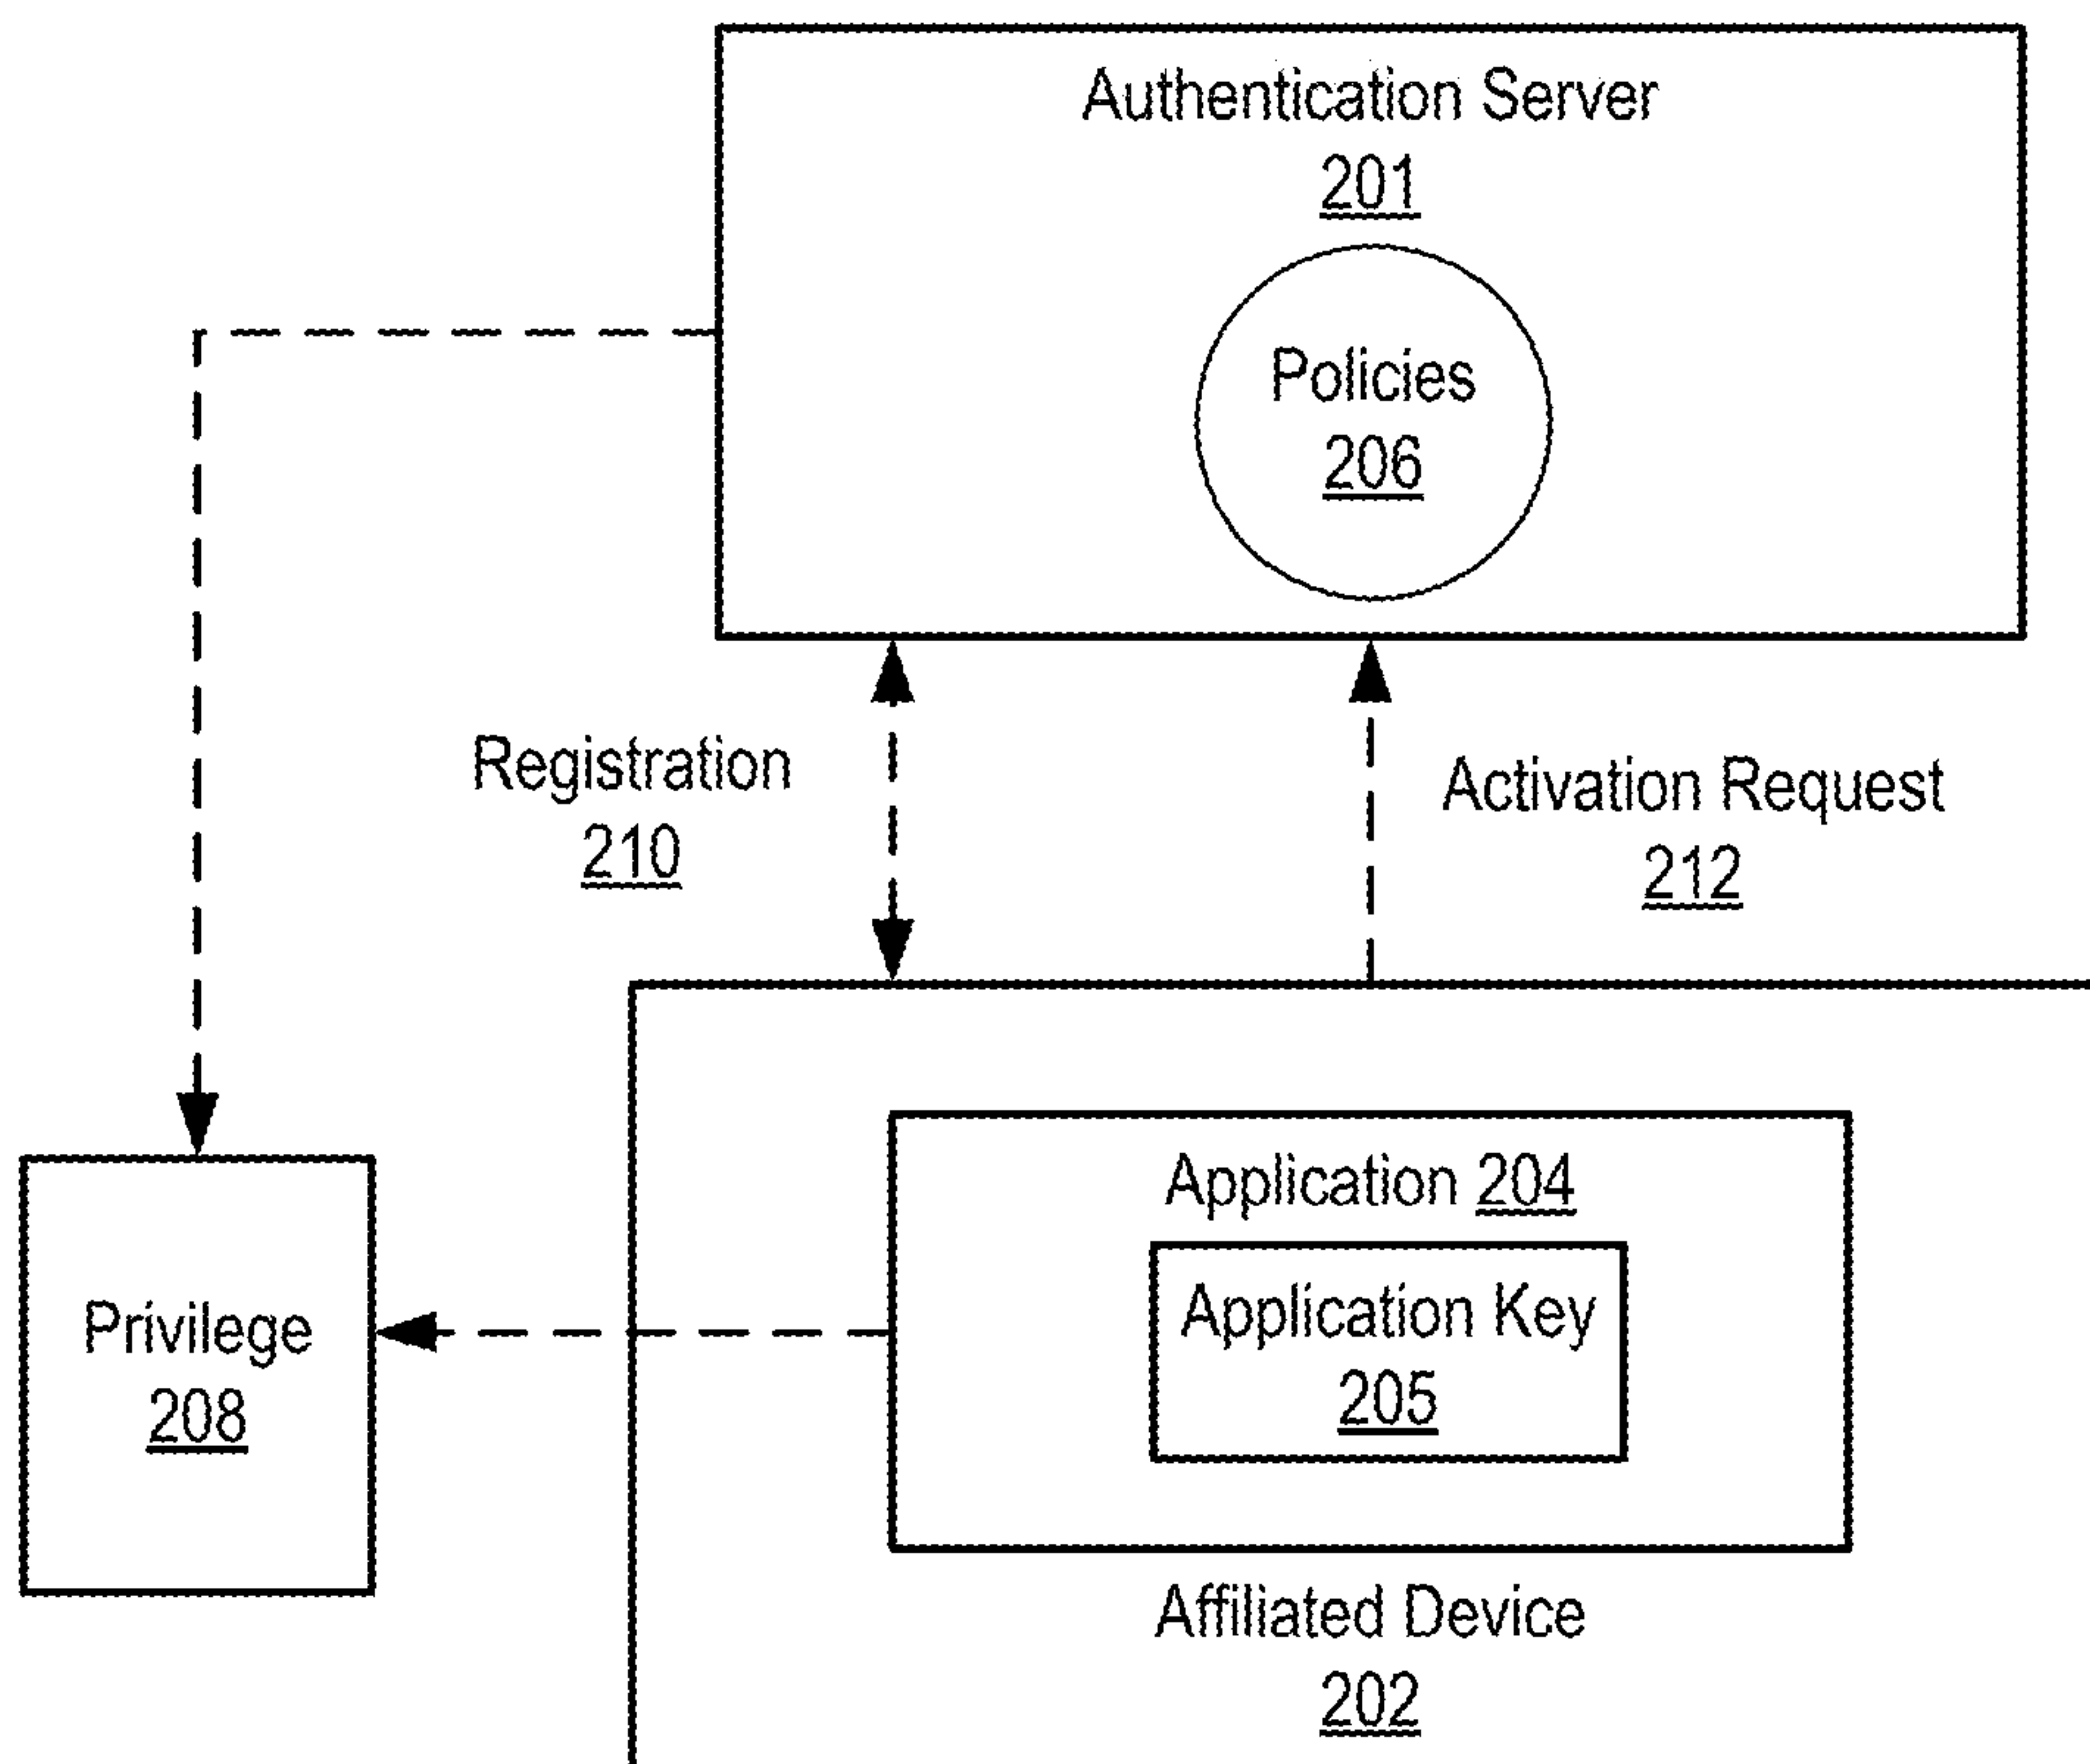 Authentication Server
201
Policies
206
Registration
210
Activation Request
212
Application 204
Application Key
205
Privilege
208
Affiliated Device
202